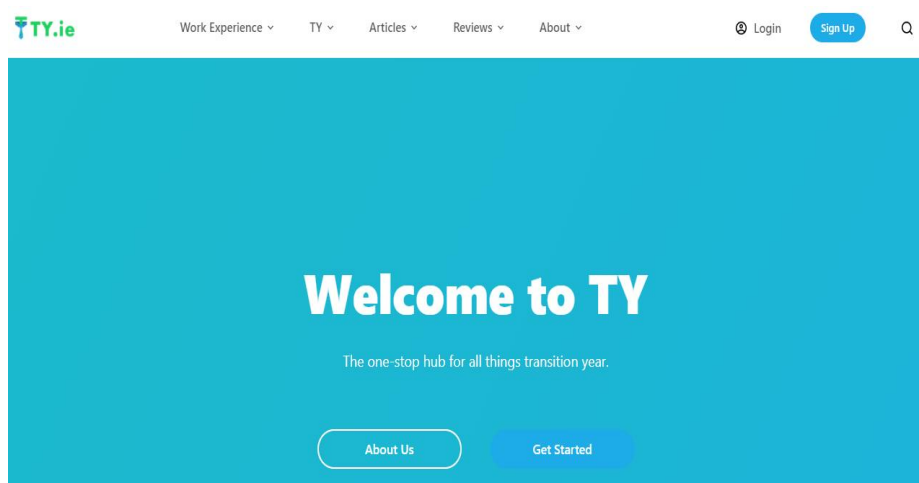 TY.ie
Work Experience TY Articles Reviews About Login Sign Up
Welcome to TY
The one-stop hub for all things transition year.
About Us Get Started